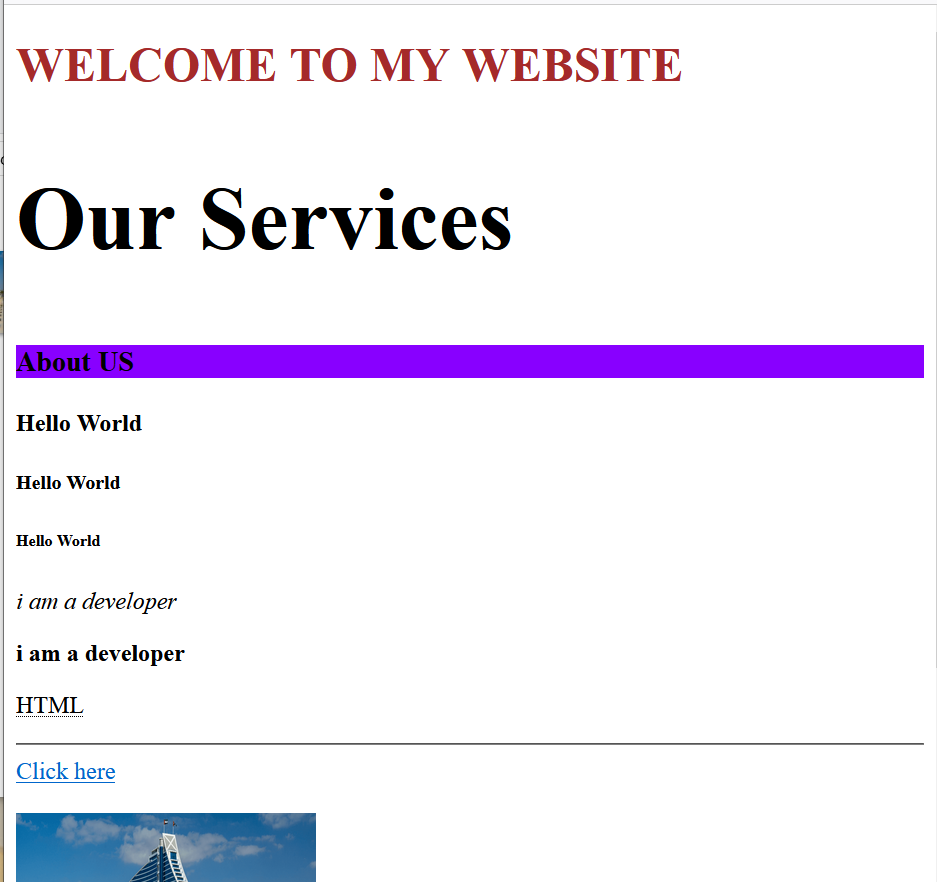 WELCOME TO MY WEBSITE
Our Services
About US
Hello World
Hello World
Hello World
i am a developer
i am a developer
HTML
Click here